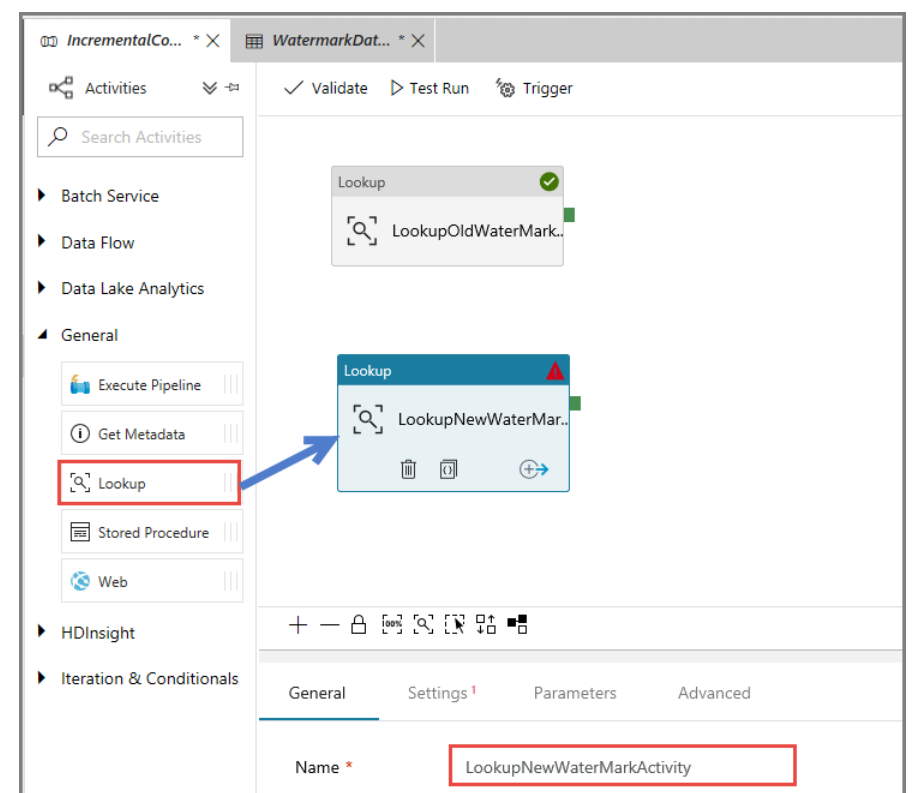 IncrementalCo... * WatermarkDat... *
Activities
Validate Test Run Trigger
Search Activities
Batch Service
Data Flow
Data Lake Analytics
General
Execute Pipeline
Get Metadata
Lookup
Stored Procedure
Web
HDInsight
Iteration & Conditionals
Lookup
LookupOldWaterMark..
Lookup
LookupNewWaterMar..
100%
General Settings 1 Parameters Advanced
Name * LookupNewWaterMarkActivity